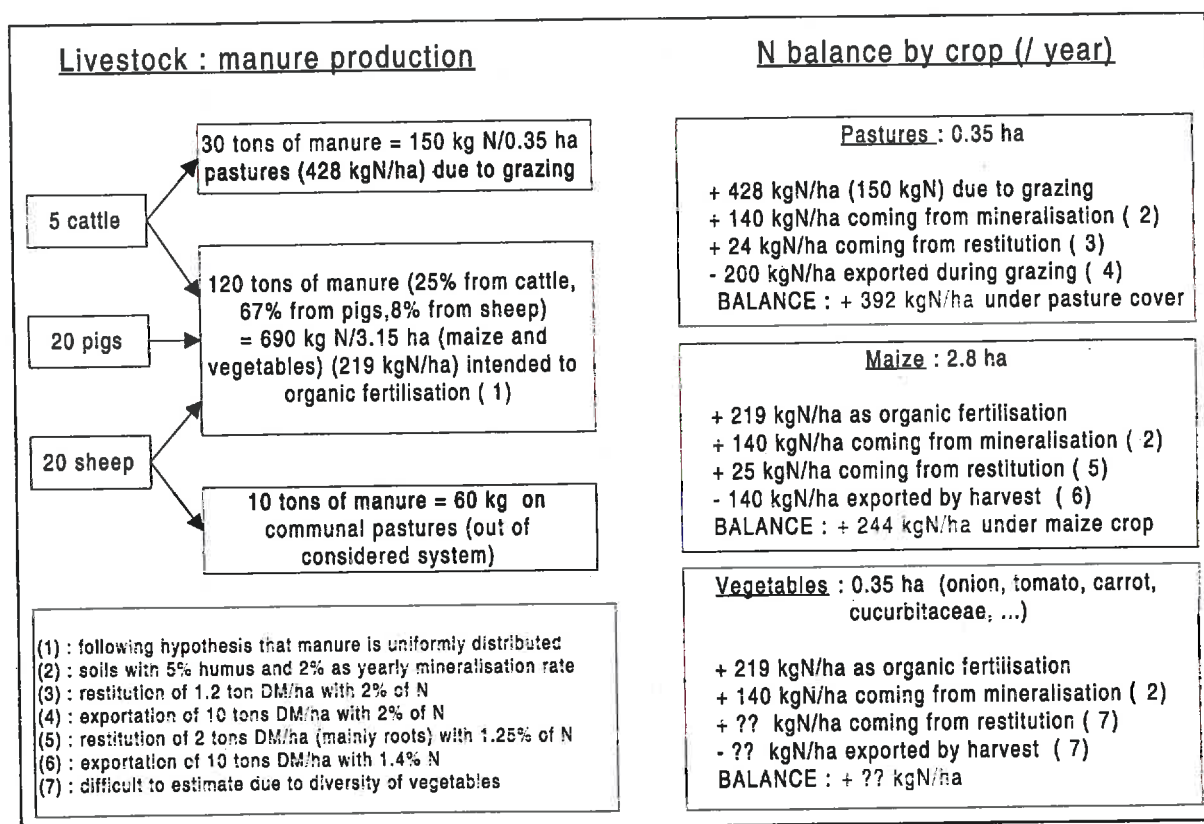 Livestock : manure production
30 tons of manure = 150 kg N/0.35 ha
pastures (428 kgN/ha) due to grazing
5 cattle
120 tons of manure (25% from cattle,
67% from pigs,8% from sheep)
= 690 kg N/3.15 ha (maize and
vegetables) (219 kgN/ha) intended to
organic fertilisation ( 1)
20 pigs
20 sheep
10 tons of manure = 60 kg on
communal pastures (out of
considered system)
(1) : following hypothesis that manure is uniformly distributed
(2) : soils with 5% humus and 2% as yearly mineralisation rate
(3) : restitution of 1.2 ton DM/ha with 2% of N
(4) : exportation of 10 tons DM/ha with 2% of N
(5) : restitution of 2 tons DM/ha (mainly roots) with 1.25% of N
(6) : exportation of 10 tons DM/ha with 1.4% N
(7) : difficult to estimate due to diversity of vegetables
N balance by crop (/ year)
Pastures : 0.35 ha
+ 428 kgN/ha (150 kgN) due to grazing
+ 140 kgN/ha coming from mineralisation ( 2)
+ 24 kgN/ha coming from restitution ( 3)
- 200 kgN/ha exported during grazing ( 4)
BALANCE : + 392 kgN/ha under pasture cover
Maize : 2.8 ha
+ 219 kgN/ha as organic fertilisation
+ 140 kgN/ha coming from mineralisation ( 2)
+ 25 kgN/ha coming from restitution ( 5)
- 140 kgN/ha exported by harvest ( 6)
BALANCE : + 244 kgN/ha under maize crop
Vegetables : 0.35 ha (onion, tomato, carrot,
cucurbitaceae, ...)
+ 219 kgN/ha as organic fertilisation
+ 140 kgN/ha coming from mineralisation ( 2)
+ ?? kgN/ha coming from restitution ( 7)
- ?? kgN/ha exported by harvest ( 7)
BALANCE : + ?? kgN/ha